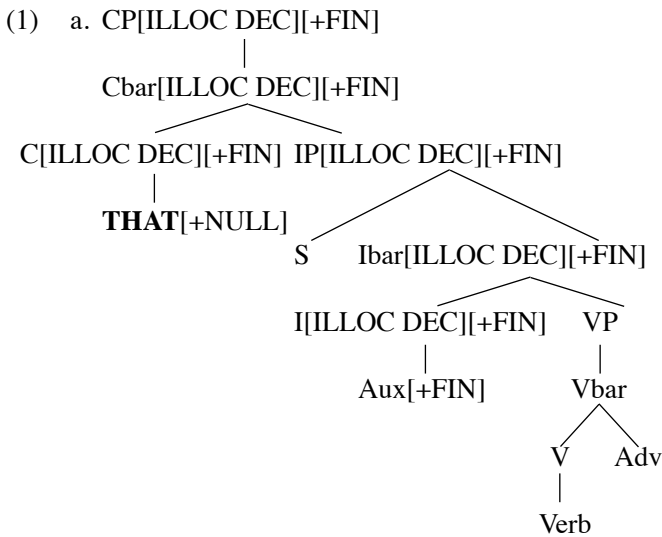 (1) a. CP[ILLOC DEC][+FIN]
Cbar[ILLOC DEC][+FIN]
C[ILLOC DEC][+FIN] IP[ILLOC DEC][+FIN]
THAT[+NULL]
S Ibar[ILLOC DEC][+FIN]
I[ILLOC DEC][+FIN] VP
Aux[+FIN] Vbar
V Adv
Verb